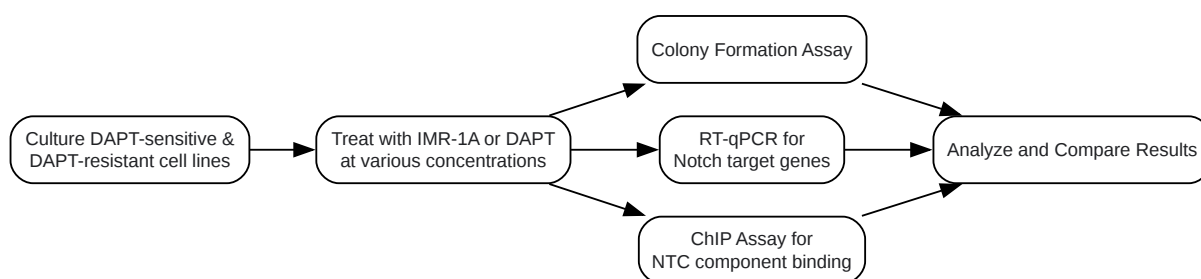 Culture DAPT-sensitive &
DAPT-resistant cell lines
Treat with IMR-1A or DAPT
at various concentrations
Colony Formation Assay
RT-qPCR for
Notch target genes
ChIP Assay for
NTC component binding
Analyze and Compare Results